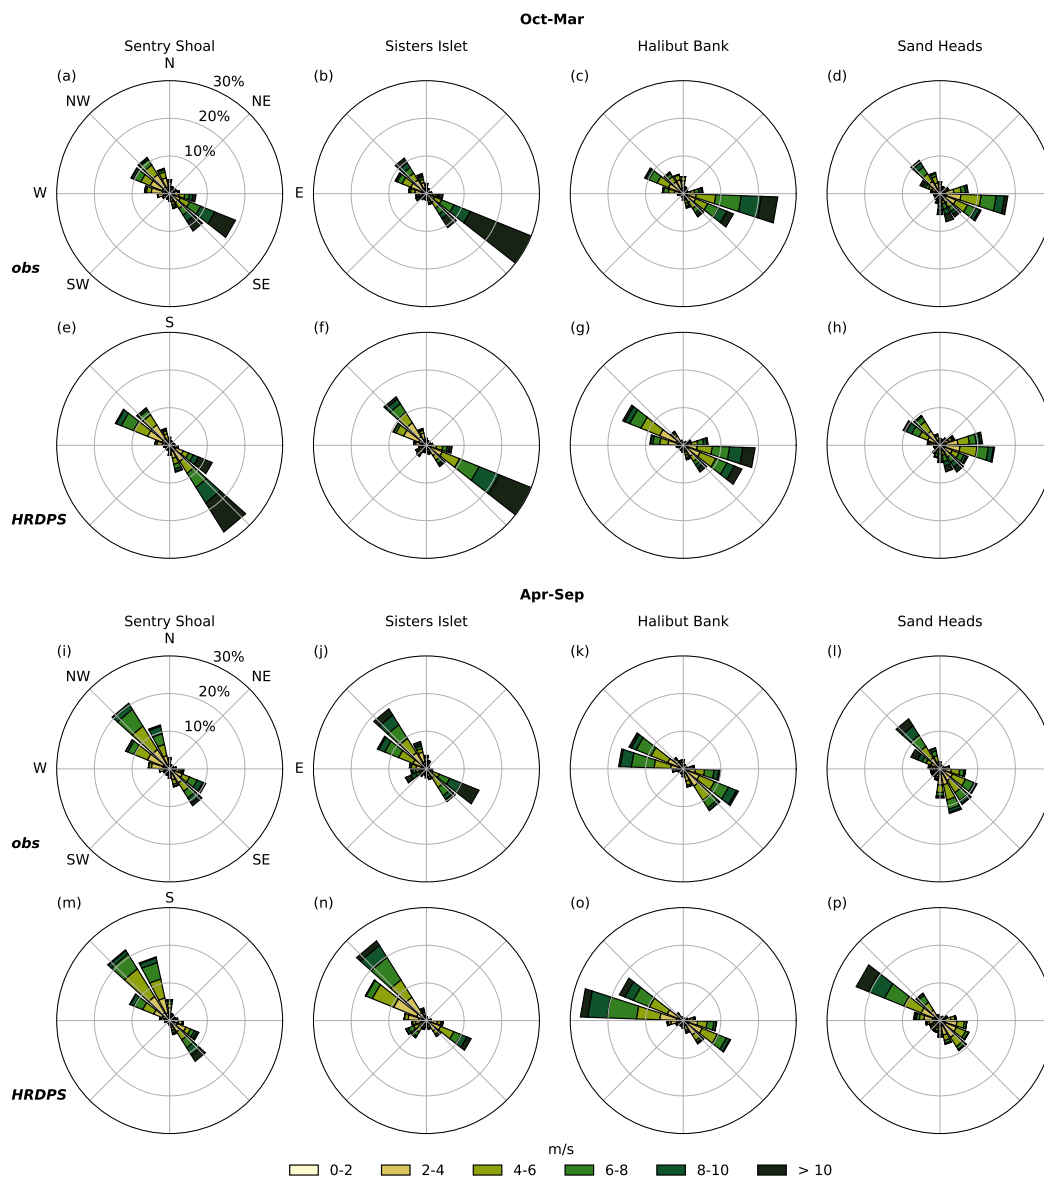 Oct-Mar
Sentry Shoal
Sisters Islet
Halibut Bank
Sand Heads
N
(a)
(b)
(c)
(d)
30%
NW
NE
20%
10%
W
E
obs
SW
SE
S
(e)
(f)
(g)
(h)
HRDPS
Apr-Sep
Sentry Shoal
Sisters Islet
Halibut Bank
Sand Heads
N
(i)
(j)
(k)
(l)
30%
NW
NE
20%
10%
W
E
obs
SW
SE
S
(m)
(n)
(o)
(p)
HRDPS
m/s
0-2
2-4
4-6
6-8
8-10
> 10